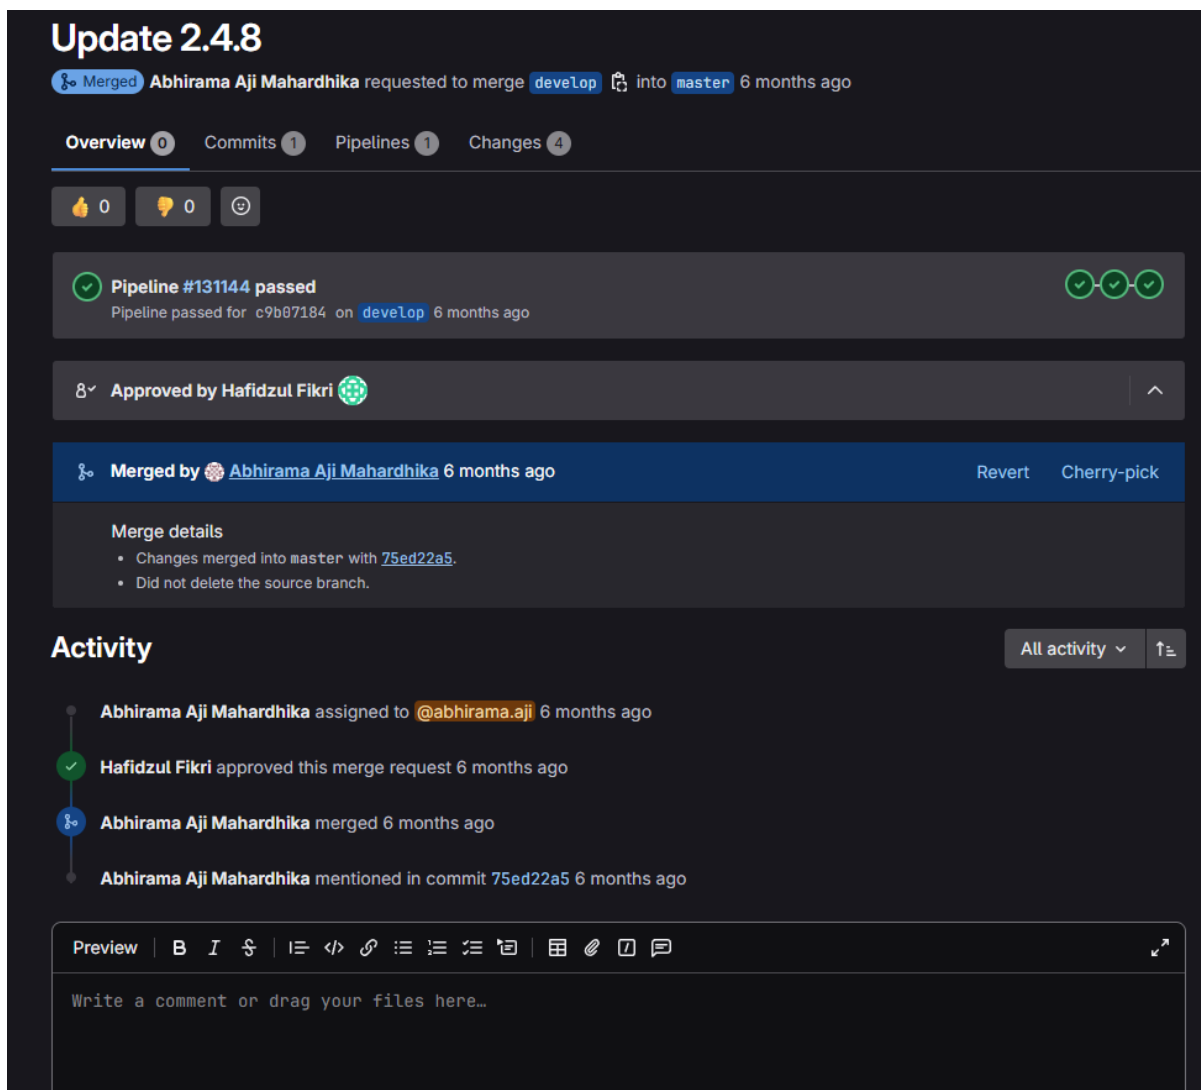 Update 2.4.8
Merged Abhirama Aji Mahardhika requested to merge develop into master 6 months ago
Overview 0 Commits 1 Pipelines 1 Changes 4
👍 0 👎 0
Pipeline #131144 passed
Pipeline passed for c9b07184 on develop 6 months ago
Approved by Hafidzul Fikri
Merged by Abhirama Aji Mahardhika 6 months ago Revert Cherry-pick
Merge details
• Changes merged into master with 75ed22a5.
• Did not delete the source branch.
Activity All activity
Abhirama Aji Mahardhika assigned to @abhirama.aji 6 months ago
Hafidzul Fikri approved this merge request 6 months ago
Abhirama Aji Mahardhika merged 6 months ago
Abhirama Aji Mahardhika mentioned in commit 75ed22a5 6 months ago
Preview B I S
Write a comment or drag your files here…